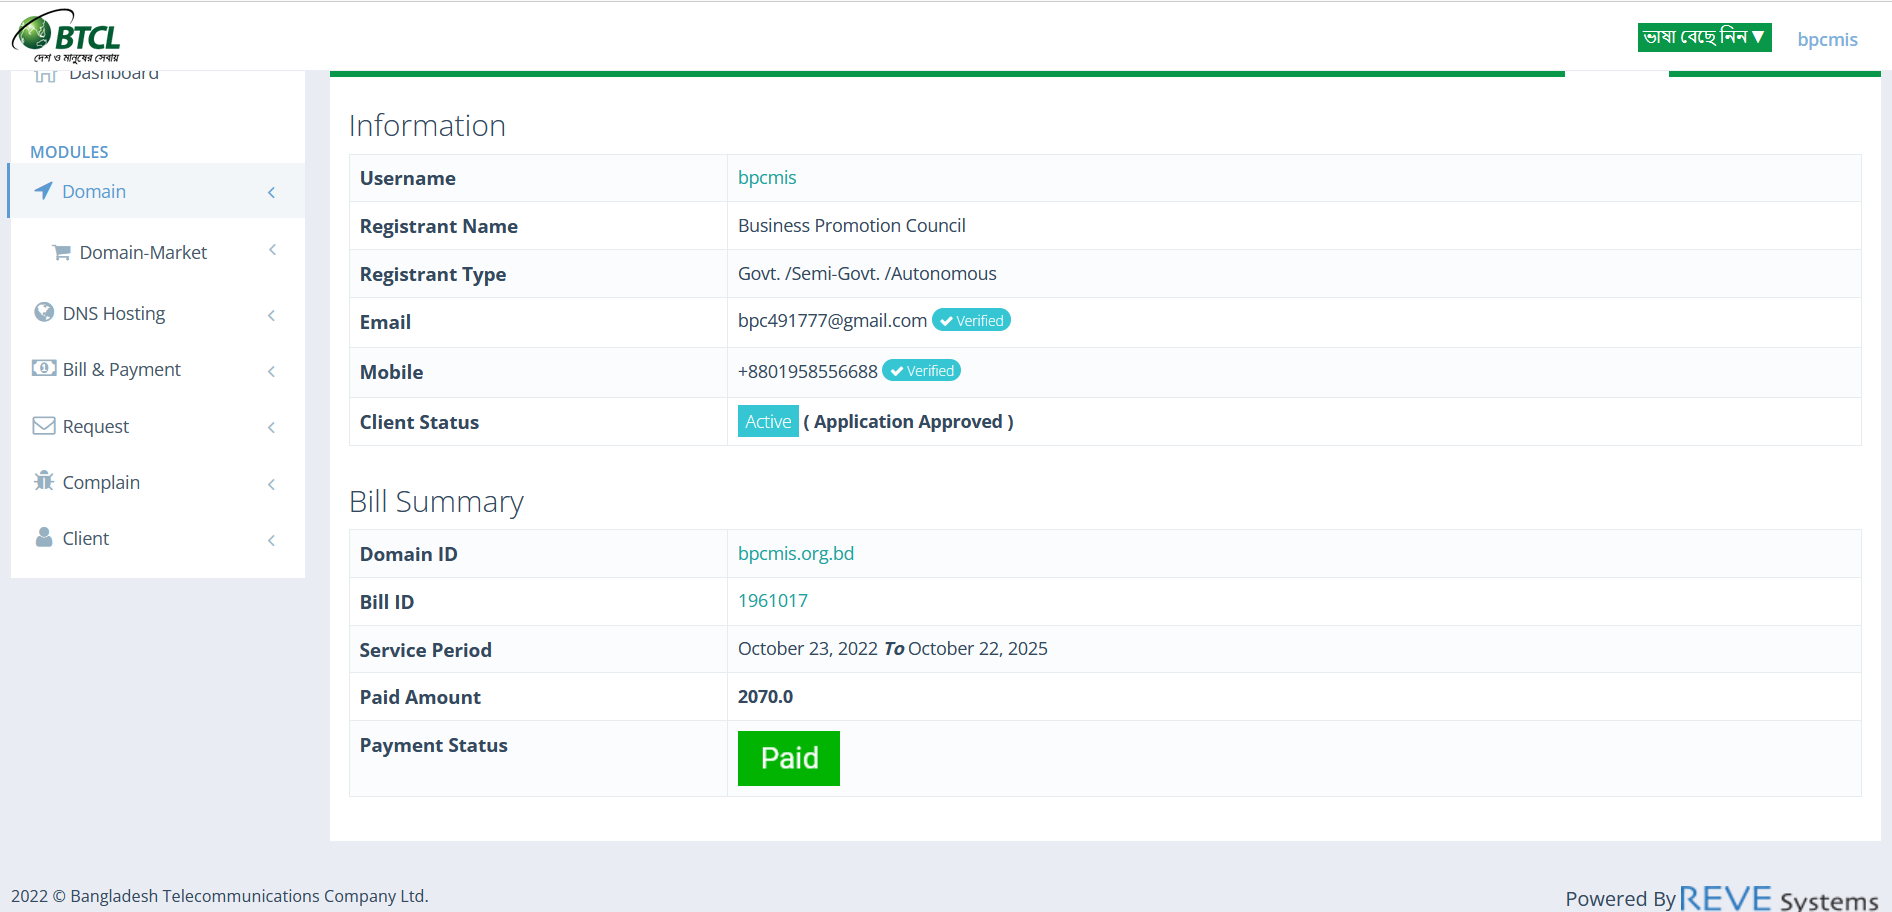 BTCL
দেশ ও মানুষের সেবায়
ভাষা বেছে নিন ▼
bpcmis
Dashboard
MODULES
Domain
Domain-Market
DNS Hosting
Bill & Payment
Request
Complain
Client
Information
Username bpcmis
Registrant Name Business Promotion Council
Registrant Type Govt. /Semi-Govt. /Autonomous
Email bpc491777@gmail.com Verified
Mobile +8801958556688 Verified
Client Status Active ( Application Approved )
Bill Summary
Domain ID bpcmis.org.bd
Bill ID 1961017
Service Period October 23, 2022 To October 22, 2025
Paid Amount 2070.0
Payment Status Paid
2022 © Bangladesh Telecommunications Company Ltd.
Powered By REVE Systems